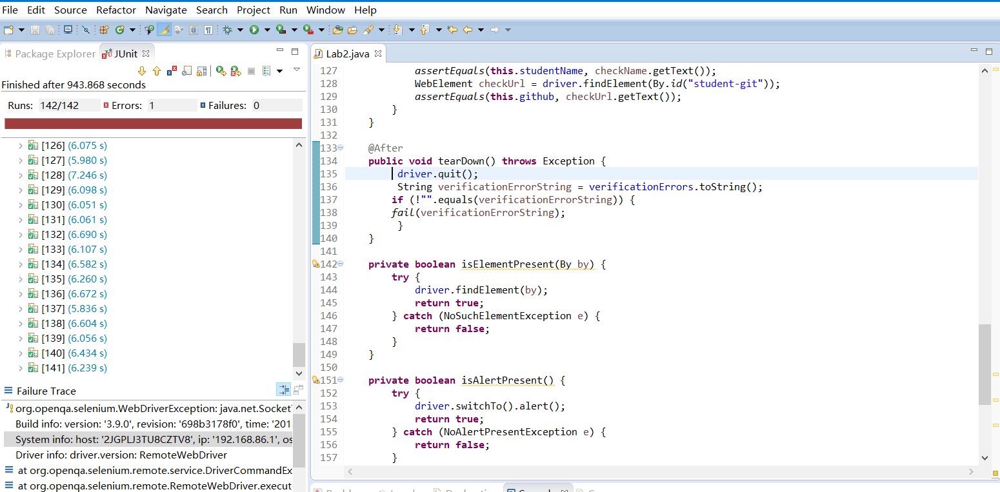 File Edit Source Refactor Navigate Search Project Run Window Help
Package Explorer JUnit
Finished after 943.868 seconds
Runs: 142/142 Errors: 1 Failures: 0
[126] (6.075 s)
[127] (5.980 s)
[128] (7.246 s)
[129] (6.098 s)
[130] (6.051 s)
[131] (6.061 s)
[132] (6.690 s)
[133] (6.107 s)
[134] (6.582 s)
[135] (6.260 s)
[136] (6.672 s)
[137] (5.836 s)
[138] (6.604 s)
[139] (6.056 s)
[140] (6.434 s)
[141] (6.239 s)
Failure Trace
org.openqa.selenium.WebDriverException: java.net.Socket
Build info: version: '3.9.0', revision: '698b3178f0', time: '201
System info: host: '2JGPLJ3TU8CZTV8', ip: '192.168.86.1', os
Driver info: driver.version: RemoteWebDriver
at org.openqa.selenium.remote.service.DriverCommandEx
at org.openqa.selenium.remote.RemoteWebDriver.execut
Lab2.java
127 assertEquals(this.studentName, checkName.getText());
128 WebElement checkUrl = driver.findElement(By.id("student-git"));
129 assertEquals(this.github, checkUrl.getText());
130 }
131 }
132
133 @After
134 public void tearDown() throws Exception {
135 driver.quit();
136 String verificationErrorString = verificationErrors.toString();
137 if (!"".equals(verificationErrorString)) {
138 fail(verificationErrorString);
139 }
140 }
141
142 private boolean isElementPresent(By by) {
143 try {
144 driver.findElement(by);
145 return true;
146 } catch (NoSuchElementException e) {
147 return false;
148 }
149 }
150
151 private boolean isAlertPresent() {
152 try {
153 driver.switchTo().alert();
154 return true;
155 } catch (NoAlertPresentException e) {
156 return false;
157 }